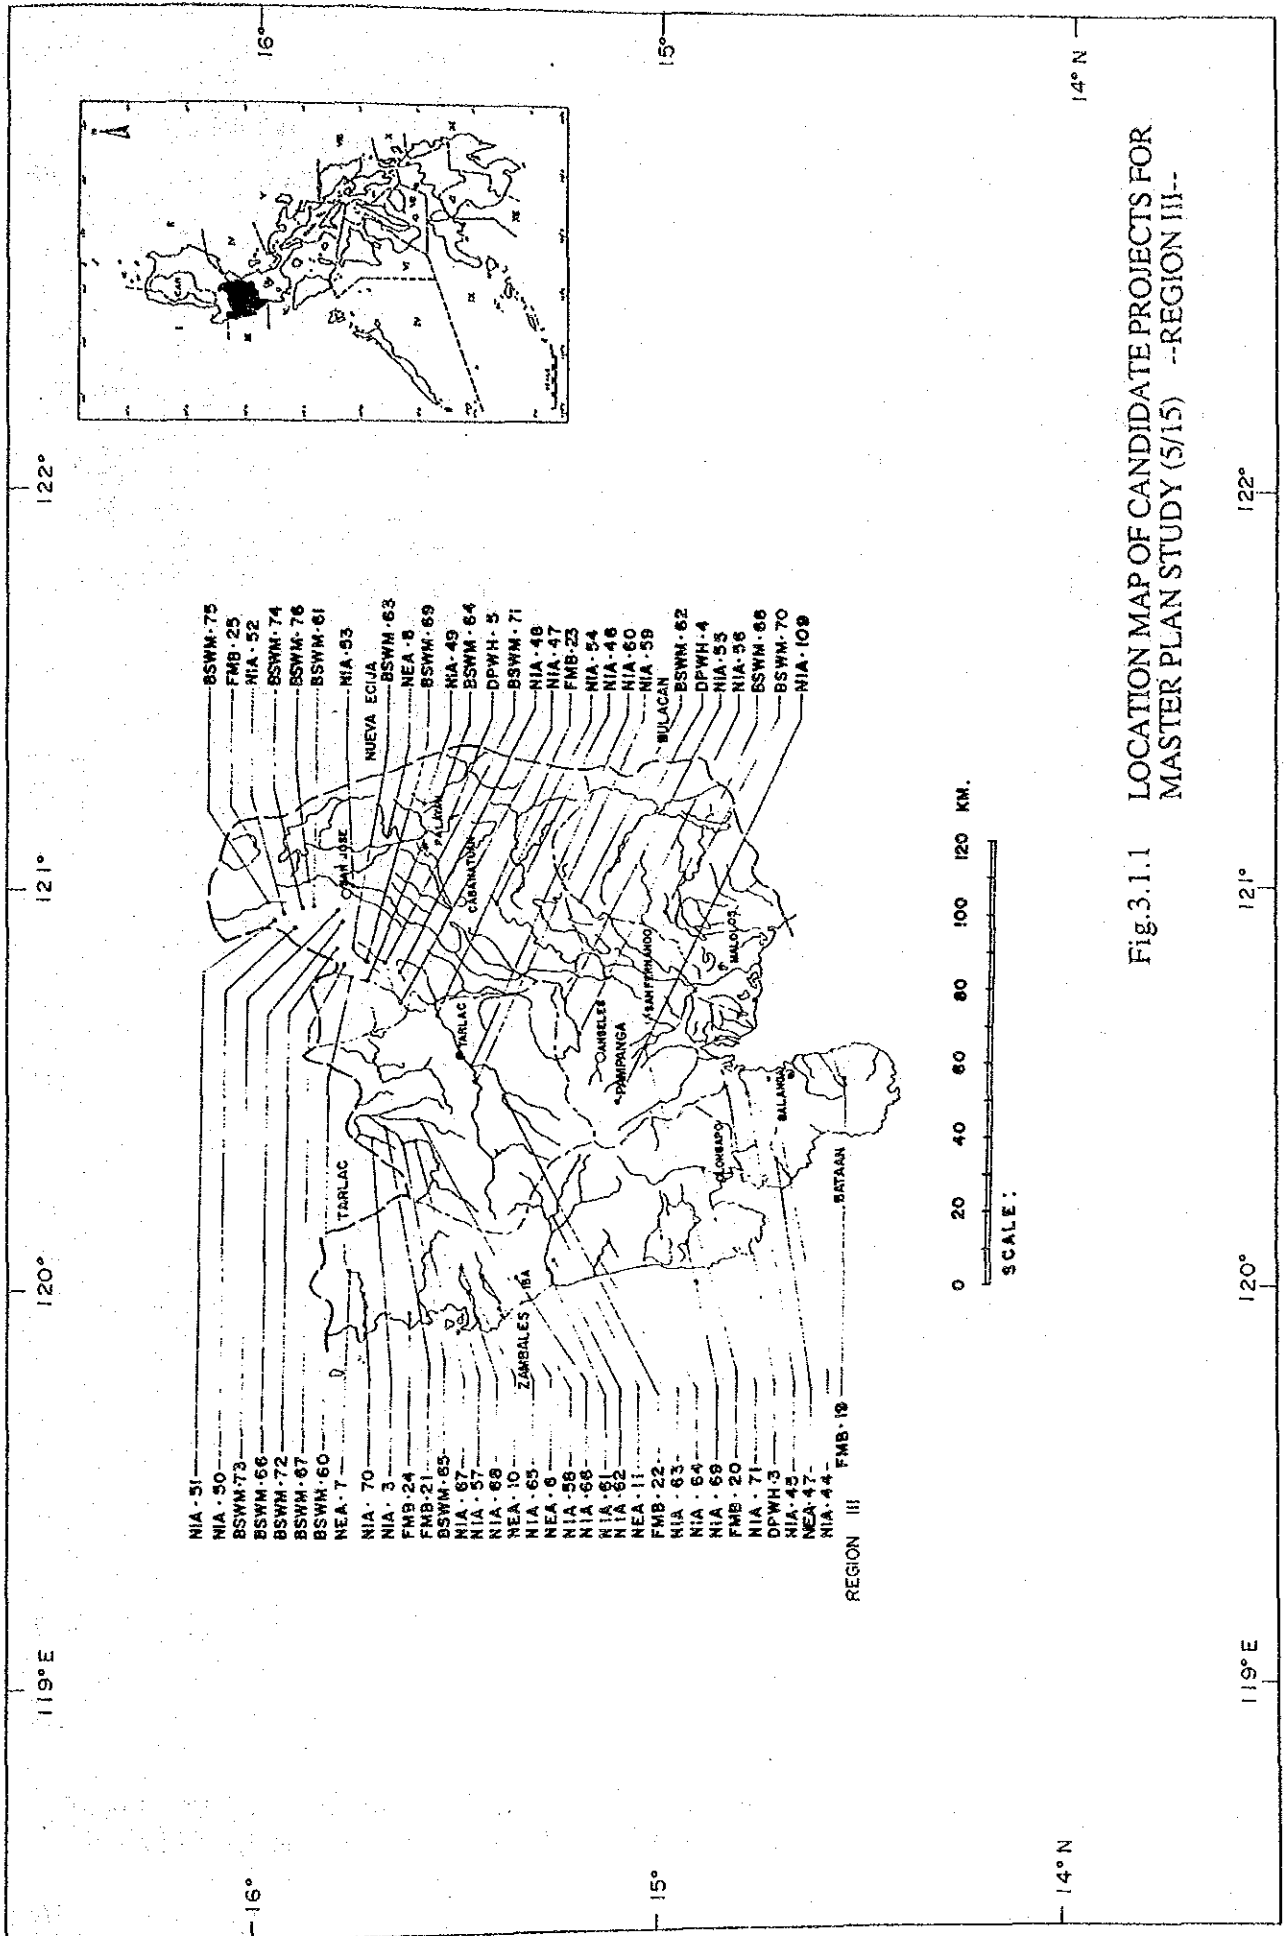 119° E
120°
121°
122°
16°
16°
15°
15°
14° N
14° N
119° E
120°
121°
122°
NIA-51
NIA-50
BSWM-73
BSWM-66
BSWM-72
BSWM-67
BSWM-60
NEA-7
NIA-70
NIA-3
FMB-24
FMB-21
BSWM-65
NIA-67
NIA-57
NIA-68
NEA-10
NIA-65
NEA-6
NIA-58
NIA-66
NIA-61
NIA-62
NEA-11
FMB-22
NIA-63
NIA-64
NIA-69
FMB-20
NIA-71
DPWH-3
NIA-45
NEA-47
NIA-44
REGION III
BSWM-75
FMB-25
NIA-52
BSWM-74
BSWM-76
BSWM-61
NIA-53
NUEVA ECIJA
BSWM-63
BSWM-69
NIA-49
BSWM-64
DPWH-5
BSWM-71
NIA-48
NIA-47
FMB-23
NIA-54
NIA-46
NIA-60
NIA-59
BULACAN
BSWM-62
DPWH-4
NIA-55
NIA-56
BSWM-70
NIA-109
TARLAC
SAN JOSE
PALAYAN
CABANATUAN
TARLAC
ZAMBALES
IBA
ANGELES
PAMPANGA
SAN FERNANDO
MALOLOS
OLONGAPO
BALANGA
BATAAN
0 20 40 60 80 100 120 KM.
SCALE:
CAR
Fig.3.1.1 LOCATION MAP OF CANDIDATE PROJECTS FOR
MASTER PLAN STUDY (5/15) --REGION III--